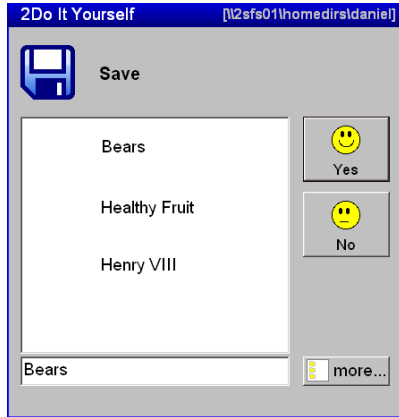 2Do It Yourself [\\2sfs01\homedirs\daniel]
Save
Bears
Yes
Healthy Fruit
No
Henry VIII
Bears
more...